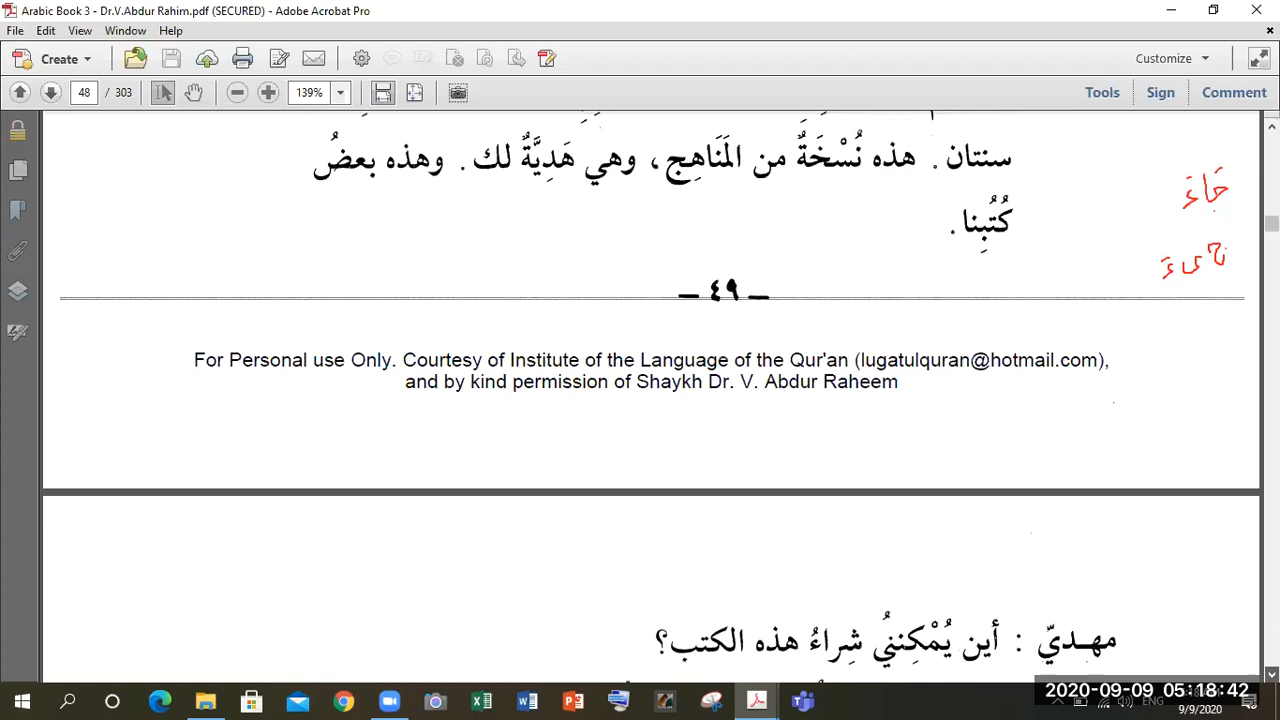 Arabic Book 3 - Dr.V.Abdur Rahim.pdf (SECURED) - Adobe Acrobat Pro
File Edit View Window Help
Create Customize
48 / 303 139% Tools Sign Comment
سنتان . هذه نُسْخَةٌ من المَنَاهِج ، وهي هَدِيَّةٌ لك . وهذه بعضُ
كُتُبِنا .
جَاءَ
– ٤٩ –
For Personal use Only. Courtesy of Institute of the Language of the Qur'an (lugatulquran@hotmail.com),
and by kind permission of Shaykh Dr. V. Abdur Raheem
مهـديّ : أين يُمْكِننيُ شِراءُ هذه الكتب؟
2020-09-09 05:18:42
ENG
9/9/2020